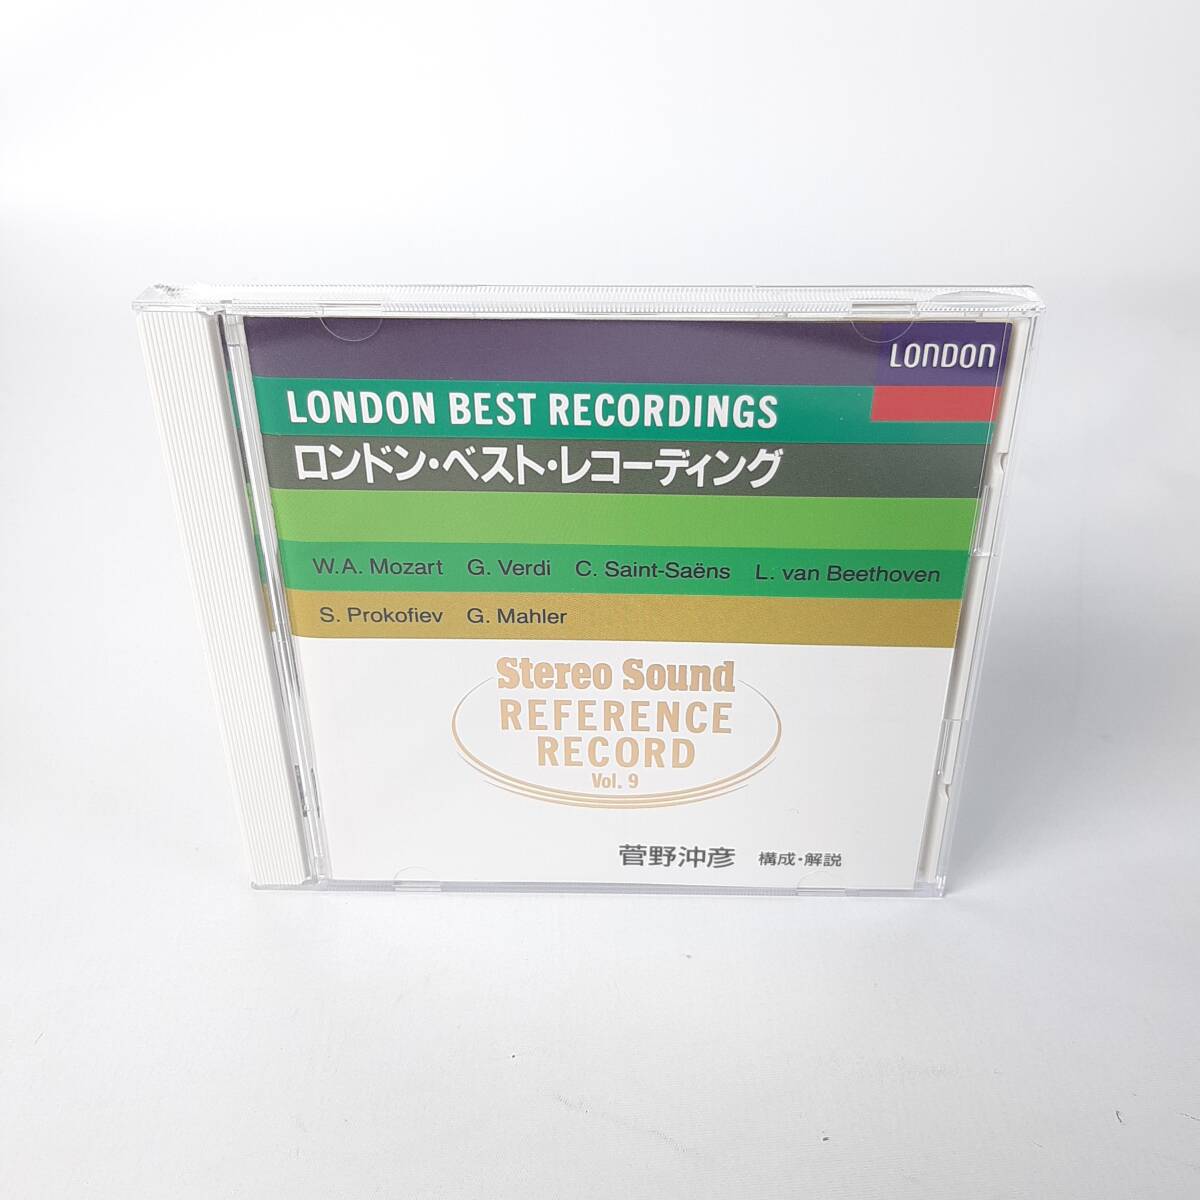 LONDON
LONDON BEST RECORDINGS
ロンドン・ベスト・レコーディング
W.A. Mozart G. Verdi C. Saint-Saëns L. van Beethoven
S. Prokofiev G. Mahler
Stereo Sound
REFERENCE
RECORD
Vol. 9
菅野沖彦 構成・解説